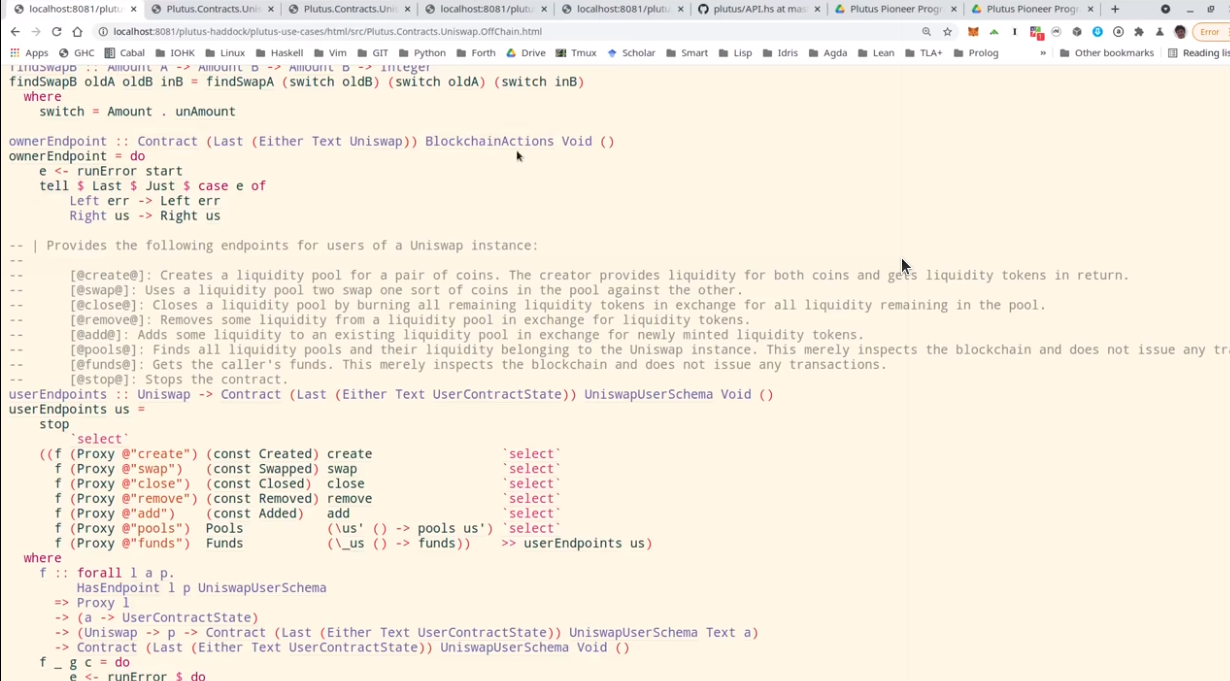 localhost:8081/plutus-h
Plutus.Contracts.Uni
Plutus.Contracts.Uni
localhost:8081/plutu
localhost:8081/plutu
plutus/API.hs at mas
Plutus Pioneer Prog
Plutus Pioneer Prog
localhost:8081/plutus-haddock/plutus-use-cases/html/src/Plutus.Contracts.Uniswap.OffChain.html
Error
Apps GHC Cabal IOHK Linux Haskell Vim GIT Python Forth Drive Tmux Scholar Smart Lisp Idris Agda Lean TLA+ Prolog » Other bookmarks Reading lis
findSwapB :: Amount A -> Amount B -> Amount B -> Integer
findSwapB oldA oldB inB = findSwapA (switch oldB) (switch oldA) (switch inB)
where
switch = Amount . unAmount
ownerEndpoint :: Contract (Last (Either Text Uniswap)) BlockchainActions Void ()
ownerEndpoint = do
e <- runError start
tell $ Last $ Just $ case e of
Left err -> Left err
Right us -> Right us
-- | Provides the following endpoints for users of a Uniswap instance:
--
-- [@create@]: Creates a liquidity pool for a pair of coins. The creator provides liquidity for both coins and gets liquidity tokens in return.
-- [@swap@]: Uses a liquidity pool two swap one sort of coins in the pool against the other.
-- [@close@]: Closes a liquidity pool by burning all remaining liquidity tokens in exchange for all liquidity remaining in the pool.
-- [@remove@]: Removes some liquidity from a liquidity pool in exchange for liquidity tokens.
-- [@add@]: Adds some liquidity to an existing liquidity pool in exchange for newly minted liquidity tokens.
-- [@pools@]: Finds all liquidity pools and their liquidity belonging to the Uniswap instance. This merely inspects the blockchain and does not issue any tra
-- [@funds@]: Gets the caller's funds. This merely inspects the blockchain and does not issue any transactions.
-- [@stop@]: Stops the contract.
userEndpoints :: Uniswap -> Contract (Last (Either Text UserContractState)) UniswapUserSchema Void ()
userEndpoints us =
stop
`select`
((f (Proxy @"create") (const Created) create `select`
f (Proxy @"swap") (const Swapped) swap `select`
f (Proxy @"close") (const Closed) close `select`
f (Proxy @"remove") (const Removed) remove `select`
f (Proxy @"add") (const Added) add `select`
f (Proxy @"pools") Pools (\us' () -> pools us') `select`
f (Proxy @"funds") Funds (\_us () -> funds)) >> userEndpoints us)
where
f :: forall l a p.
HasEndpoint l p UniswapUserSchema
=> Proxy l
-> (a -> UserContractState)
-> (Uniswap -> p -> Contract (Last (Either Text UserContractState)) UniswapUserSchema Text a)
-> Contract (Last (Either Text UserContractState)) UniswapUserSchema Void ()
f _ g c = do
e <- runError $ do